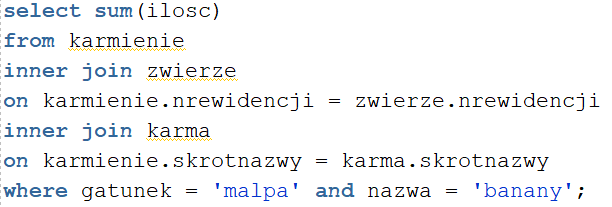 select sum(ilosc)
from karmienie
inner join zwierze
on karmienie.nrewidencji = zwierze.nrewidencji
inner join karma
on karmienie.skrotnazwy = karma.skrotnazwy
where gatunek = 'malpa' and nazwa = 'banany';